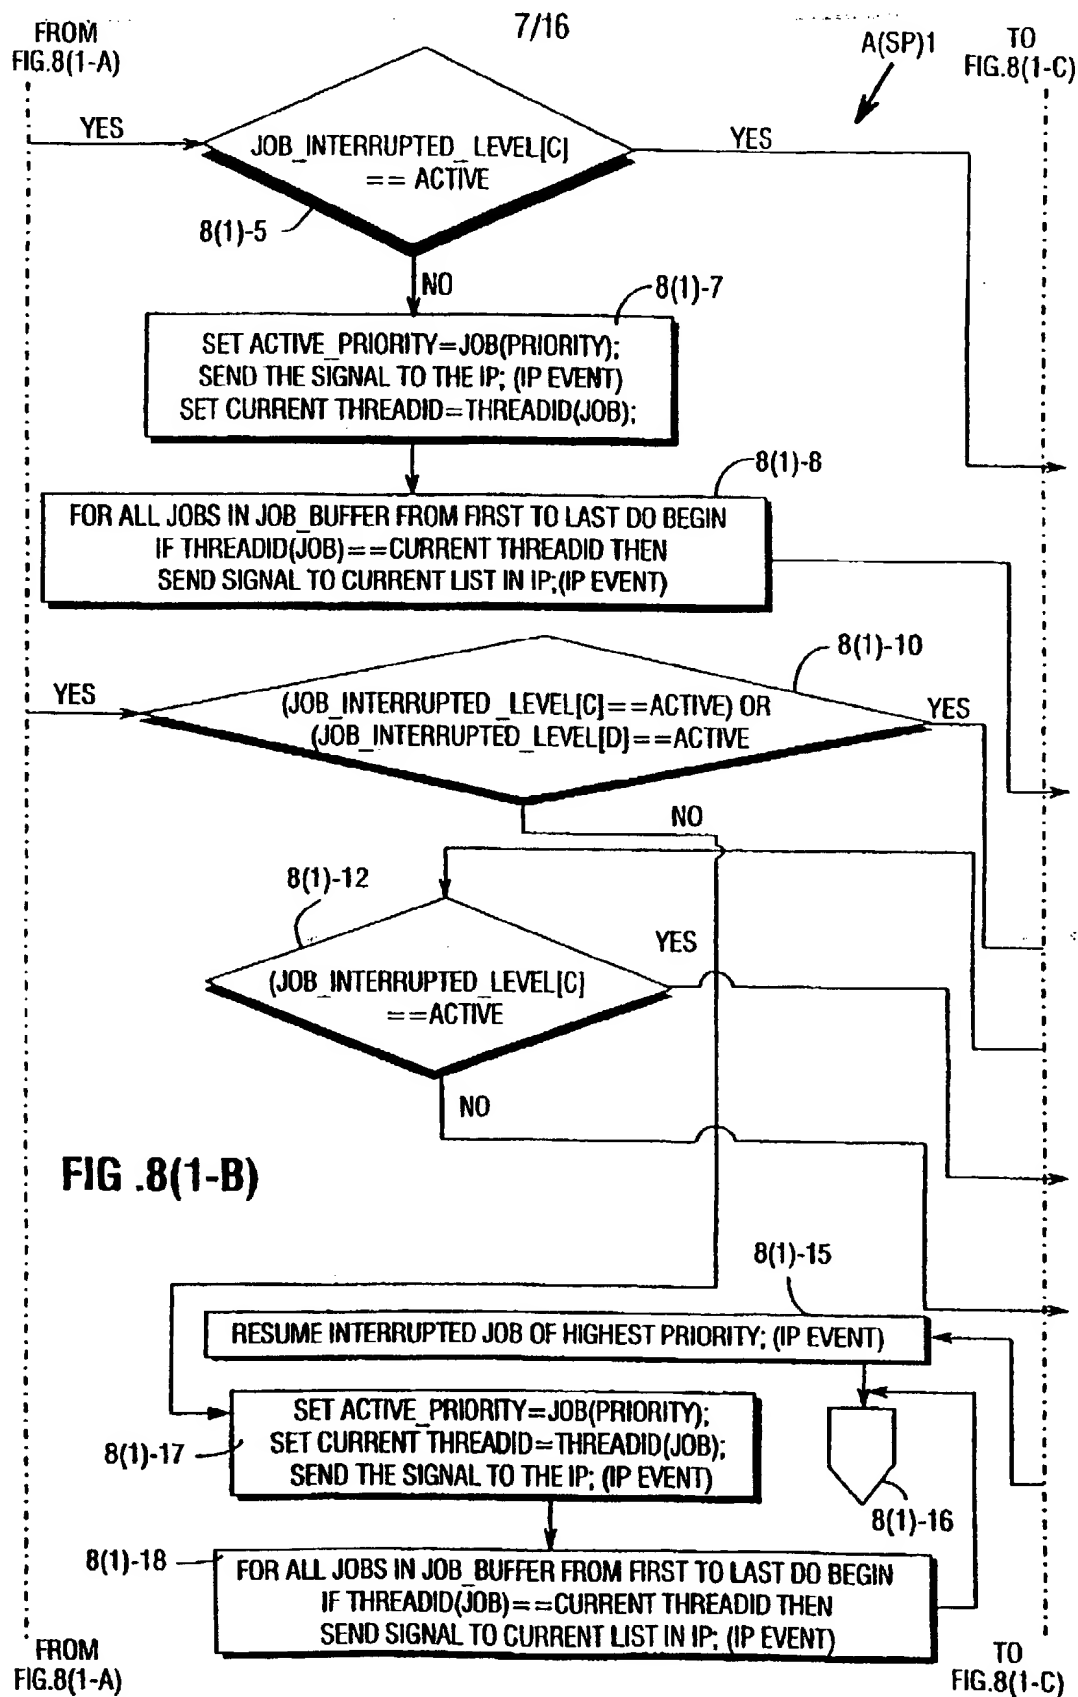 7/16
FROM
FIG.8(1-A)
A(SP)1
TO
FIG.8(1-C)
YES
JOB_INTERRUPTED_LEVEL[C]
== ACTIVE
YES
8(1)-5
NO
8(1)-7
SET ACTIVE_PRIORITY=JOB(PRIORITY);
SEND THE SIGNAL TO THE IP; (IP EVENT)
SET CURRENT THREADID=THREADID(JOB);
8(1)-8
FOR ALL JOBS IN JOB_BUFFER FROM FIRST TO LAST DO BEGIN
IF THREADID(JOB)==CURRENT THREADID THEN
SEND SIGNAL TO CURRENT LIST IN IP;(IP EVENT)
8(1)-10
YES
(JOB_INTERRUPTED_LEVEL[C]==ACTIVE) OR
(JOB_INTERRUPTED_LEVEL[D]==ACTIVE
YES
NO
8(1)-12
YES
(JOB_INTERRUPTED_LEVEL[C]
==ACTIVE
NO
FIG .8(1-B)
8(1)-15
RESUME INTERRUPTED JOB OF HIGHEST PRIORITY; (IP EVENT)
SET ACTIVE_PRIORITY=JOB(PRIORITY);
SET CURRENT THREADID=THREADID(JOB);
SEND THE SIGNAL TO THE IP; (IP EVENT)
8(1)-17
8(1)-16
8(1)-18
FOR ALL JOBS IN JOB_BUFFER FROM FIRST TO LAST DO BEGIN
IF THREADID(JOB)==CURRENT THREADID THEN
SEND SIGNAL TO CURRENT LIST IN IP; (IP EVENT)
FROM
FIG.8(1-A)
TO
FIG.8(1-C)